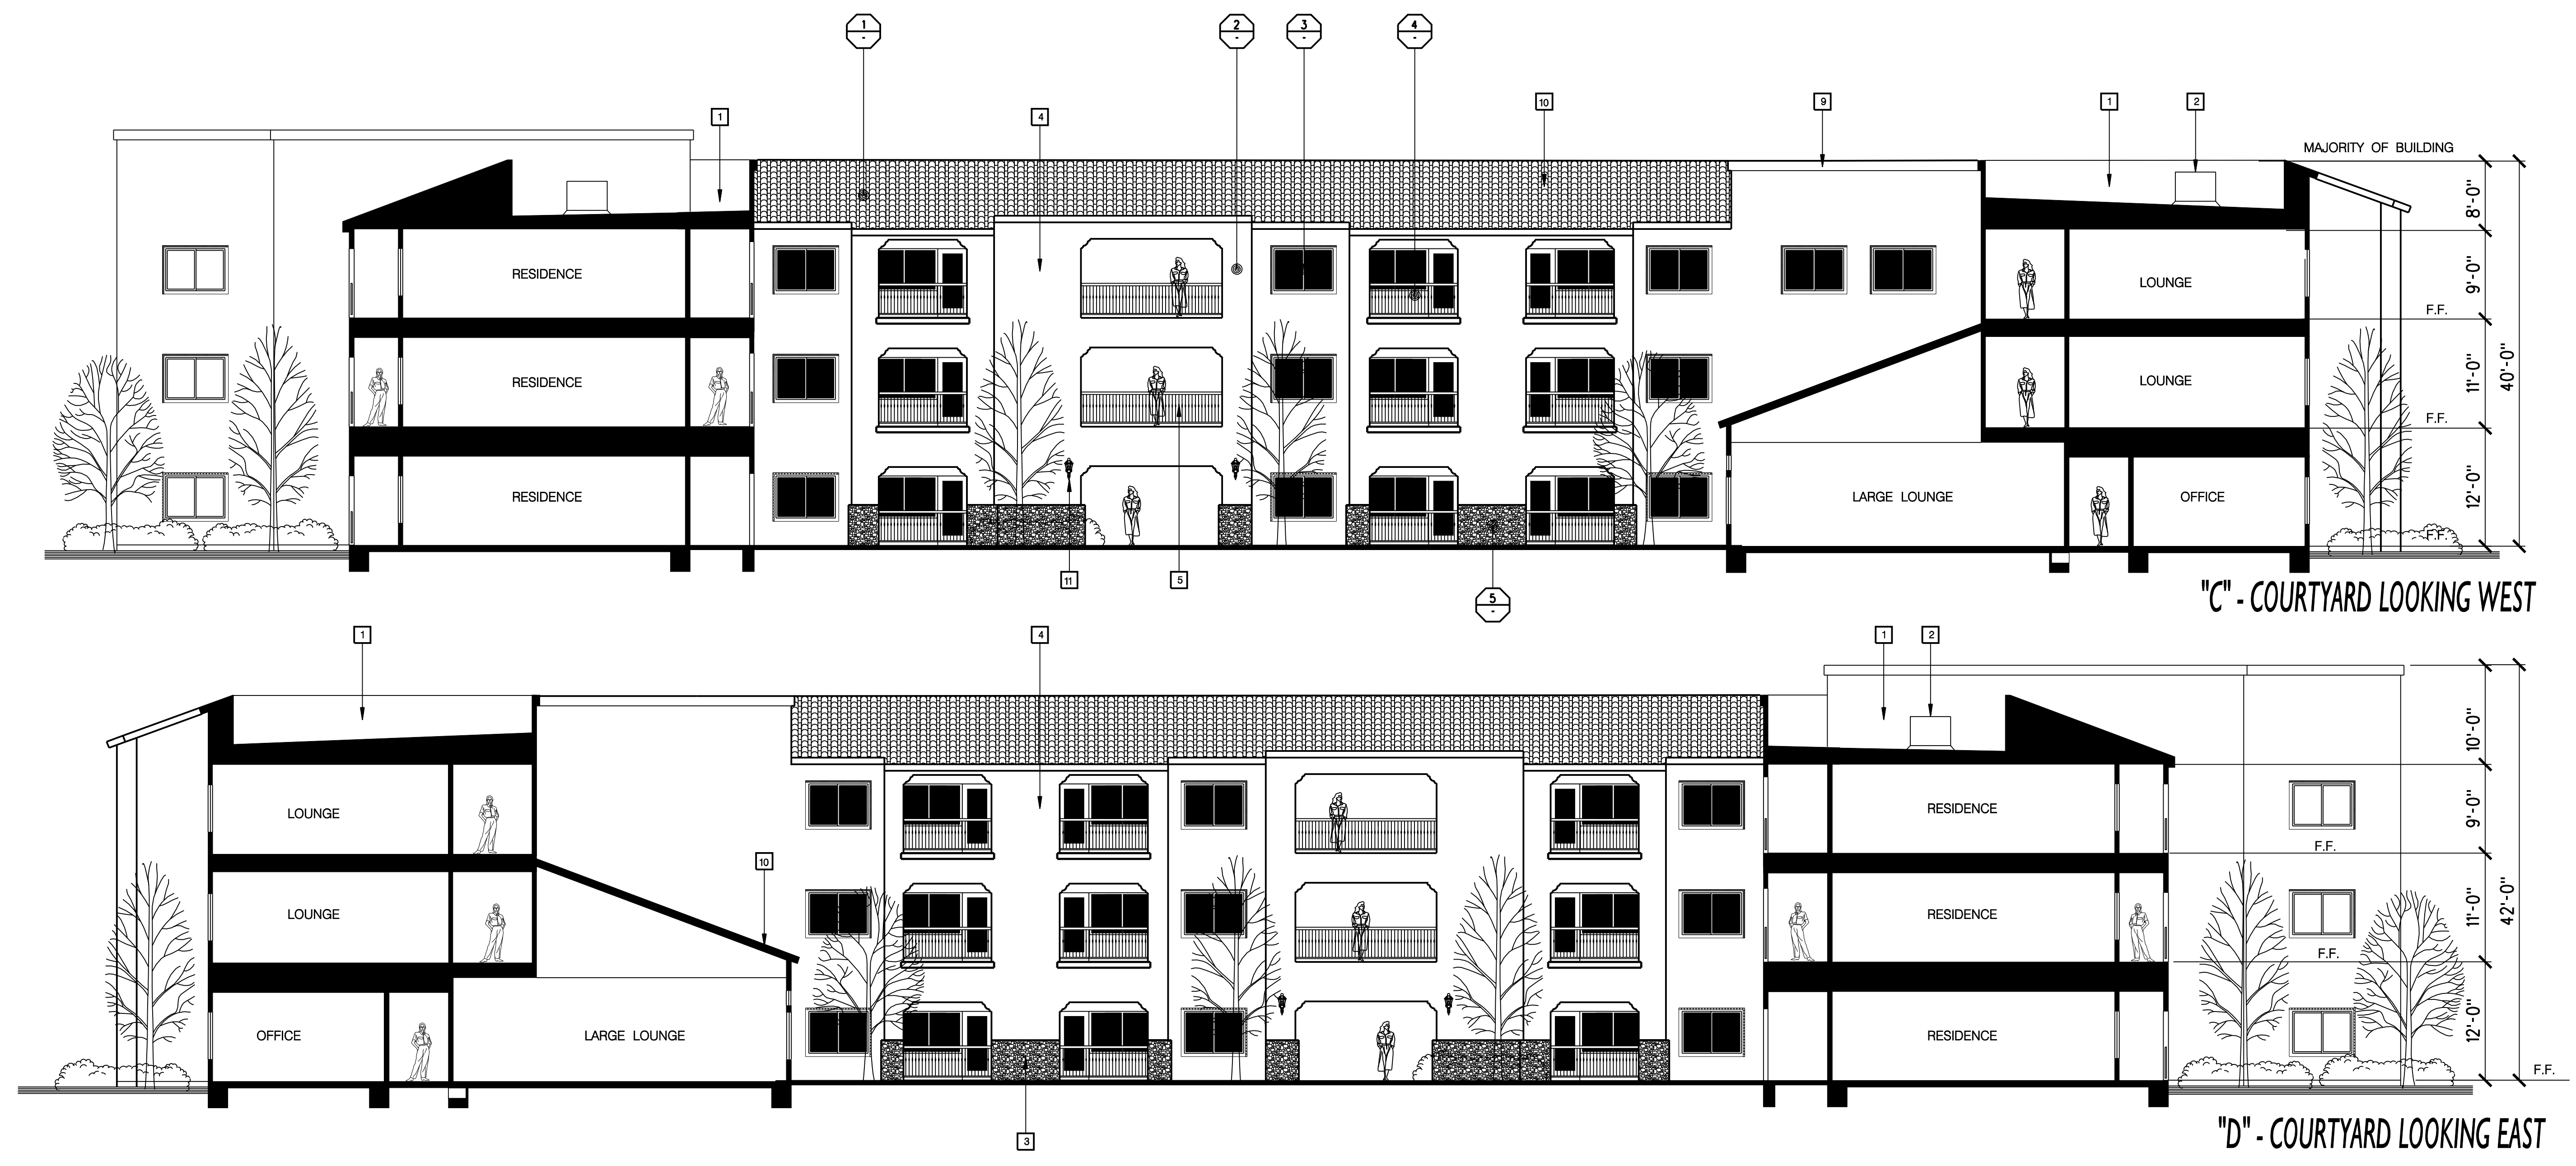 1
-
2
-
3
-
4
-
1
4
10
9
1
2
MAJORITY OF BUILDING
8'-0"
RESIDENCE
LOUNGE
9'-0"
F.F.
RESIDENCE
LOUNGE
11'-0"
40'-0"
F.F.
RESIDENCE
LARGE LOUNGE
OFFICE
12'-0"
F.F.
11
5
5
-
"C" - COURTYARD LOOKING WEST
1
4
1
2
10'-0"
LOUNGE
RESIDENCE
9'-0"
F.F.
10
LOUNGE
RESIDENCE
11'-0"
42'-0"
F.F.
OFFICE
LARGE LOUNGE
RESIDENCE
12'-0"
F.F.
3
"D" - COURTYARD LOOKING EAST